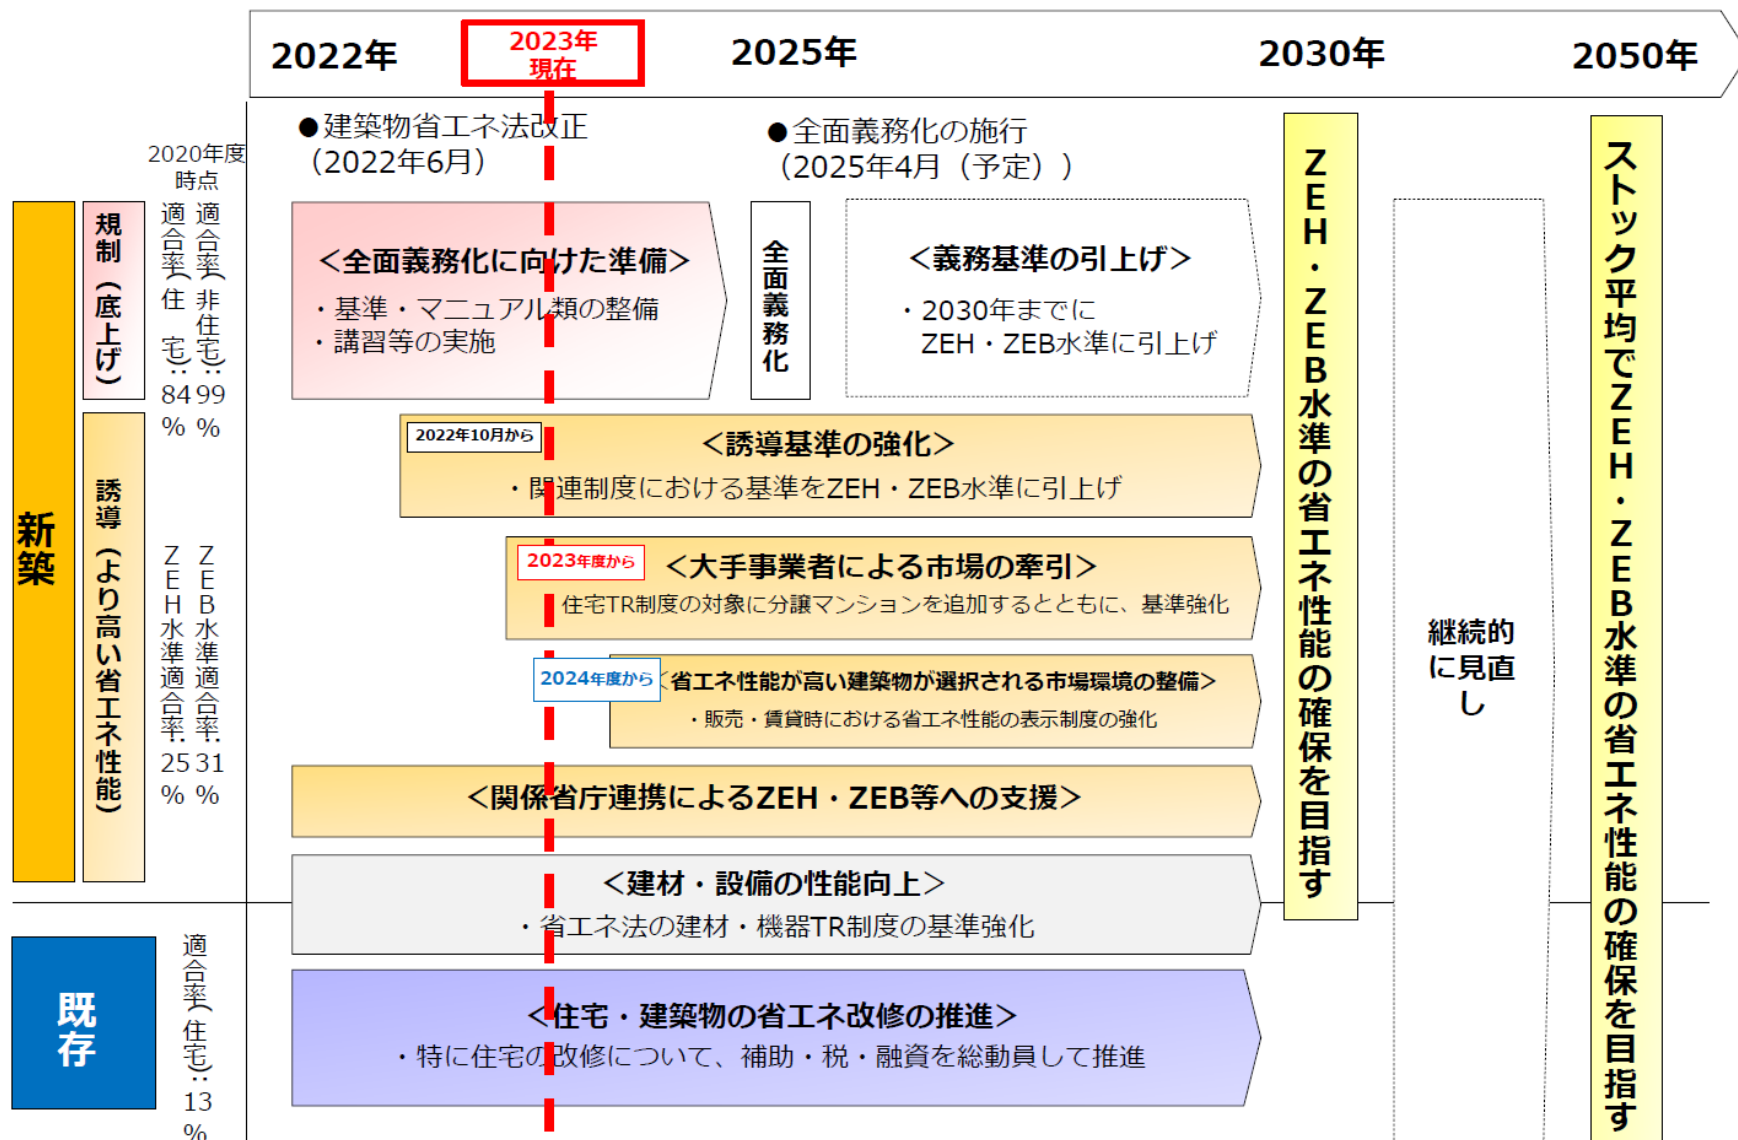 2022年
2023年
現在
2025年
2030年
2050年
●建築物省エネ法改正
（2022年6月）
●全面義務化の施行
（2025年4月（予定））
2020年度
時点
新築
規制（底上げ）
適合率(住　宅)：84%
適合率(非住宅)：99%
＜全面義務化に向けた準備＞
・基準・マニュアル類の整備
・講習等の実施
全面義務化
＜義務基準の引上げ＞
・2030年までに
ZEH・ZEB水準に引上げ
誘導（より高い省エネ性能）
ZEH水準適合率：25%
ZEB水準適合率：31%
2022年10月から
＜誘導基準の強化＞
・関連制度における基準をZEH・ZEB水準に引上げ
2023年度から
＜大手事業者による市場の牽引＞
住宅TR制度の対象に分譲マンションを追加するとともに、基準強化
2024年度から
＜省エネ性能が高い建築物が選択される市場環境の整備＞
・販売・賃貸時における省エネ性能の表示制度の強化
＜関係省庁連携によるZEH・ZEB等への支援＞
＜建材・設備の性能向上＞
・省エネ法の建材・機器TR制度の基準強化
既存
適合率(住宅)：13%
＜住宅・建築物の省エネ改修の推進＞
・特に住宅の改修について、補助・税・融資を総動員して推進
ZEH・ZEB水準の省エネ性能の確保を目指す
継続的
に見直
し
ストック平均でZEH・ZEB水準の省エネ性能の確保を目指す